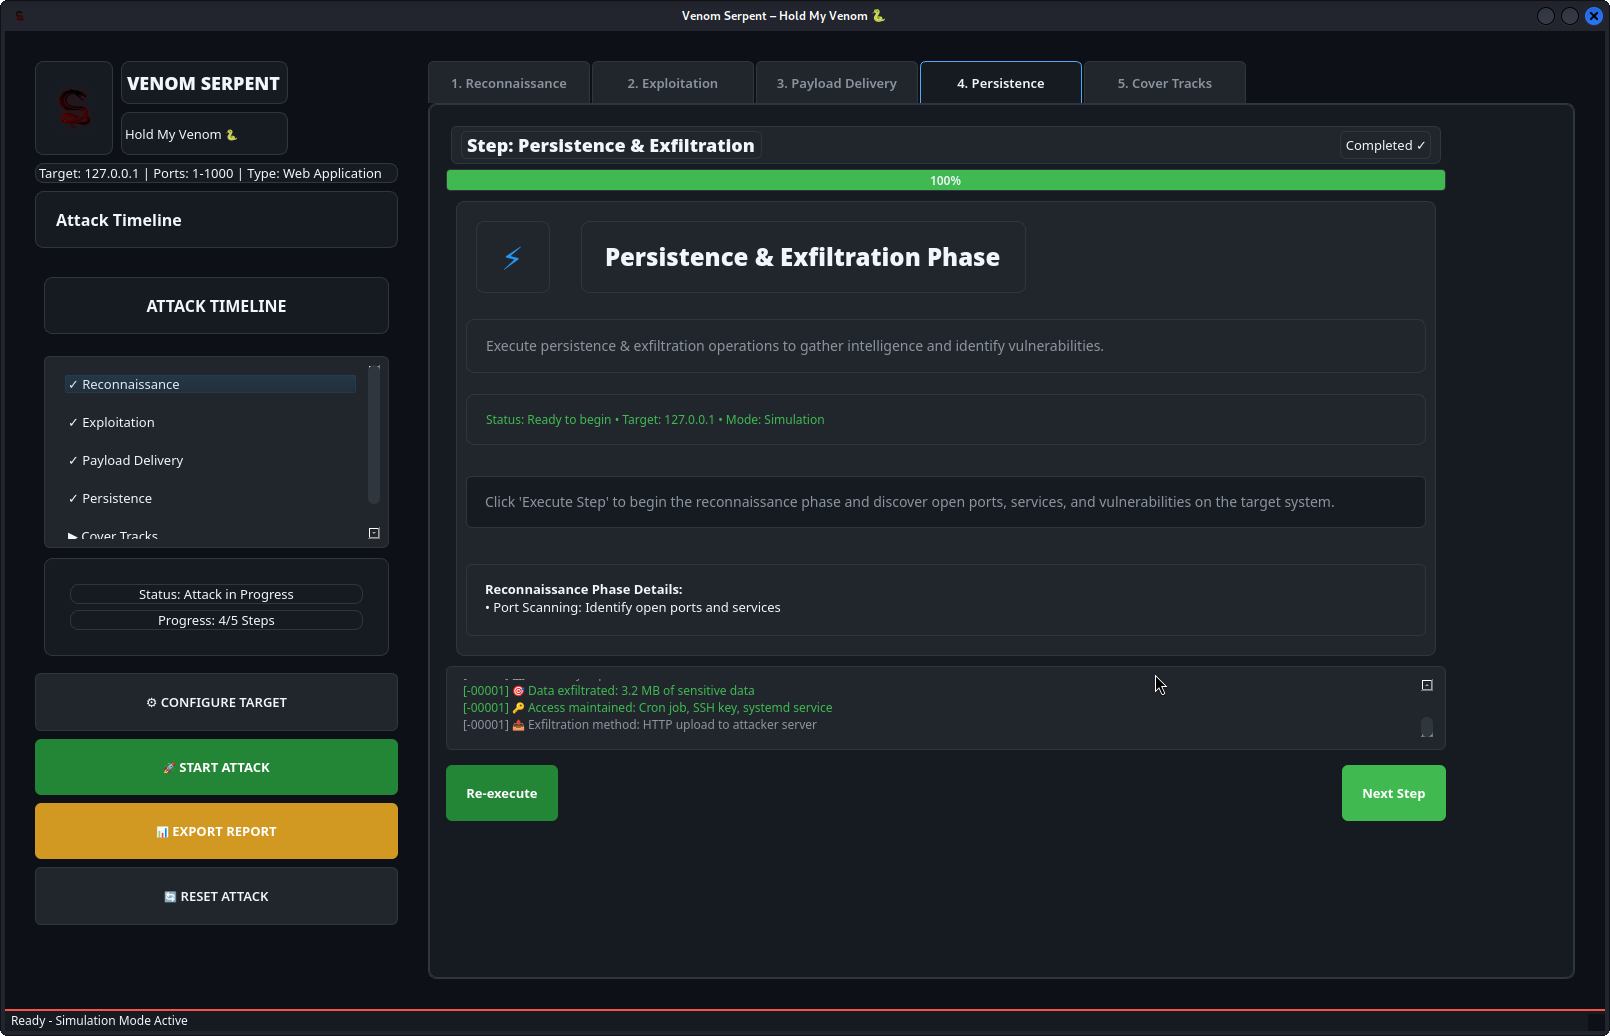 Venom Serpent – Hold My Venom 🐍
VENOM SERPENT
Hold My Venom 🐍
Target: 127.0.0.1 | Ports: 1-1000 | Type: Web Application
Attack Timeline
ATTACK TIMELINE
✓ Reconnaissance
✓ Exploitation
✓ Payload Delivery
✓ Persistence
▶ Cover Tracks
Status: Attack in Progress
Progress: 4/5 Steps
⚙ CONFIGURE TARGET
🚀 START ATTACK
📊 EXPORT REPORT
🔄 RESET ATTACK
1. Reconnaissance
2. Exploitation
3. Payload Delivery
4. Persistence
5. Cover Tracks
Step: Persistence & Exfiltration
Completed ✓
100%
⚡ Persistence & Exfiltration Phase
Execute persistence & exfiltration operations to gather intelligence and identify vulnerabilities.
Status: Ready to begin • Target: 127.0.0.1 • Mode: Simulation
Click 'Execute Step' to begin the reconnaissance phase and discover open ports, services, and vulnerabilities on the target system.
Reconnaissance Phase Details:
• Port Scanning: Identify open ports and services
[-00001] 🎯 Data exfiltrated: 3.2 MB of sensitive data
[-00001] 🔑 Access maintained: Cron job, SSH key, systemd service
[-00001] 📤 Exfiltration method: HTTP upload to attacker server
Re-execute
Next Step
Ready - Simulation Mode Active